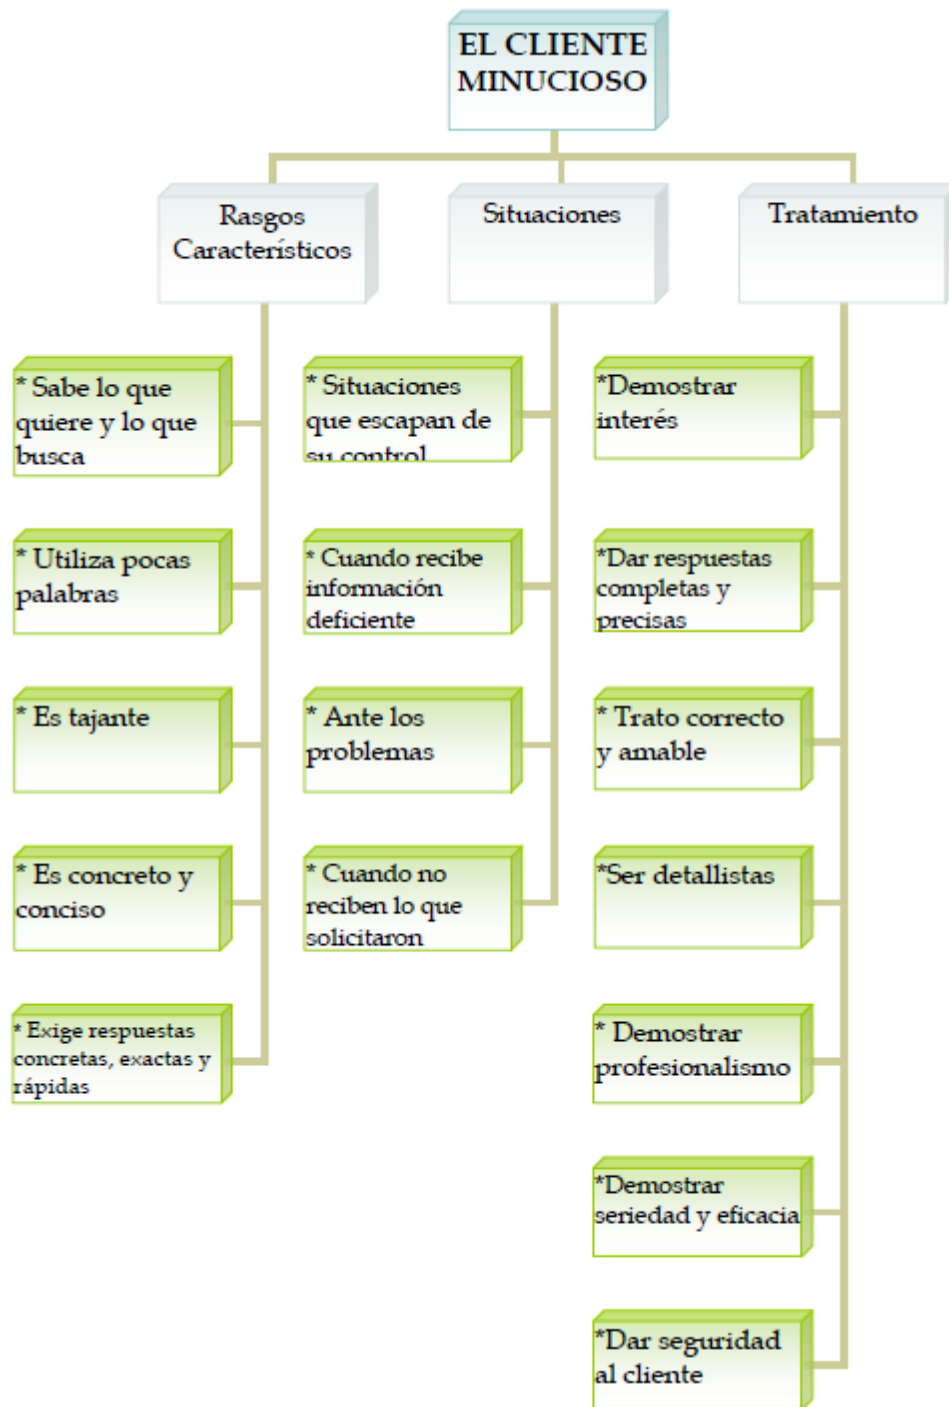 EL CLIENTE
MINUCIOSO
Rasgos
Característicos
* Sabe lo que
quiere y lo que
busca
* Utiliza pocas
palabras
* Es tajante
* Es concreto y
conciso
* Exige respuestas
concretas, exactas y
rápidas
Situaciones
* Situaciones
que escapan de
su control
* Cuando recibe
información
deficiente
* Ante los
problemas
* Cuando no
reciben lo que
solicitaron
Tratamiento
*Demostrar
interés
*Dar respuestas
completas y
precisas
* Trato correcto
y amable
*Ser detallistas
* Demostrar
profesionalismo
*Demostrar
seriedad y eficacia
*Dar seguridad
al cliente